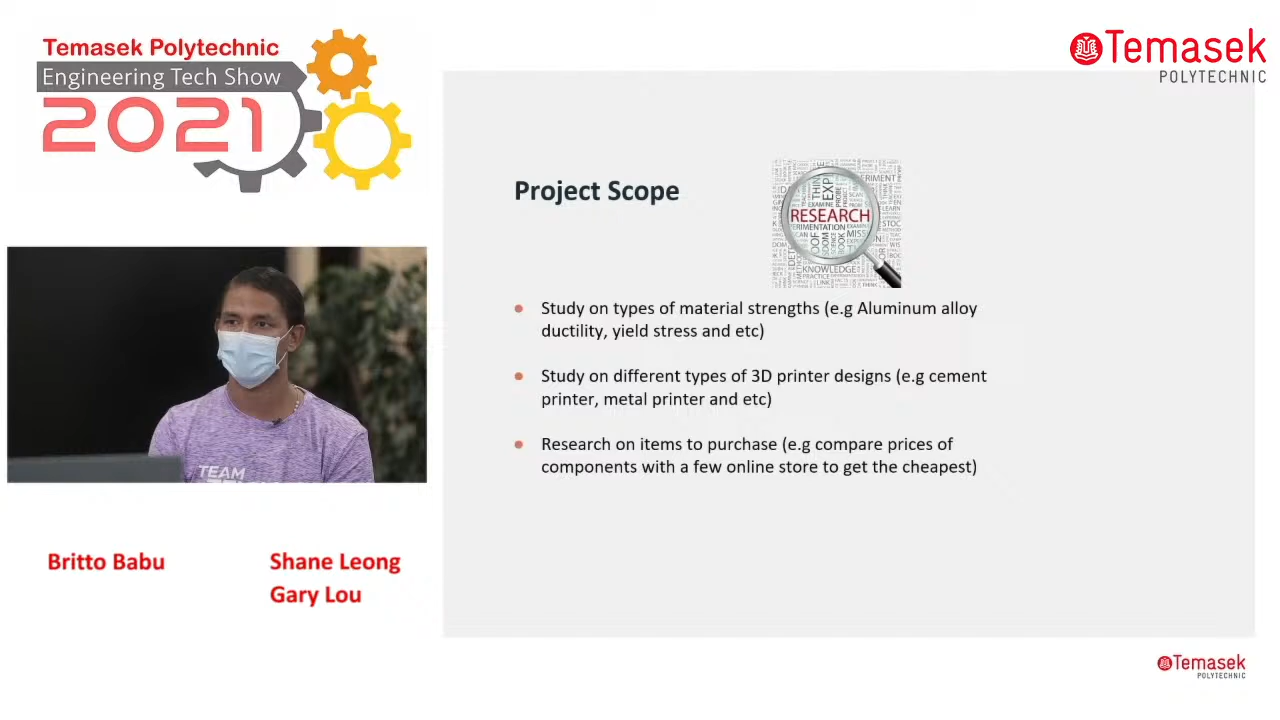 Temasek Polytechnic
Engineering Tech Show
2021
Temasek
POLYTECHNIC
Project Scope
RESEARCH
KNOWLEDGE
Study on types of material strengths (e.g Aluminum alloy
ductility, yield stress and etc)
Study on different types of 3D printer designs (e.g cement
printer, metal printer and etc)
Research on items to purchase (e.g compare prices of
components with a few online store to get the cheapest)
TEAM
Britto Babu
Shane Leong
Gary Lou
Temasek
POLYTECHNIC